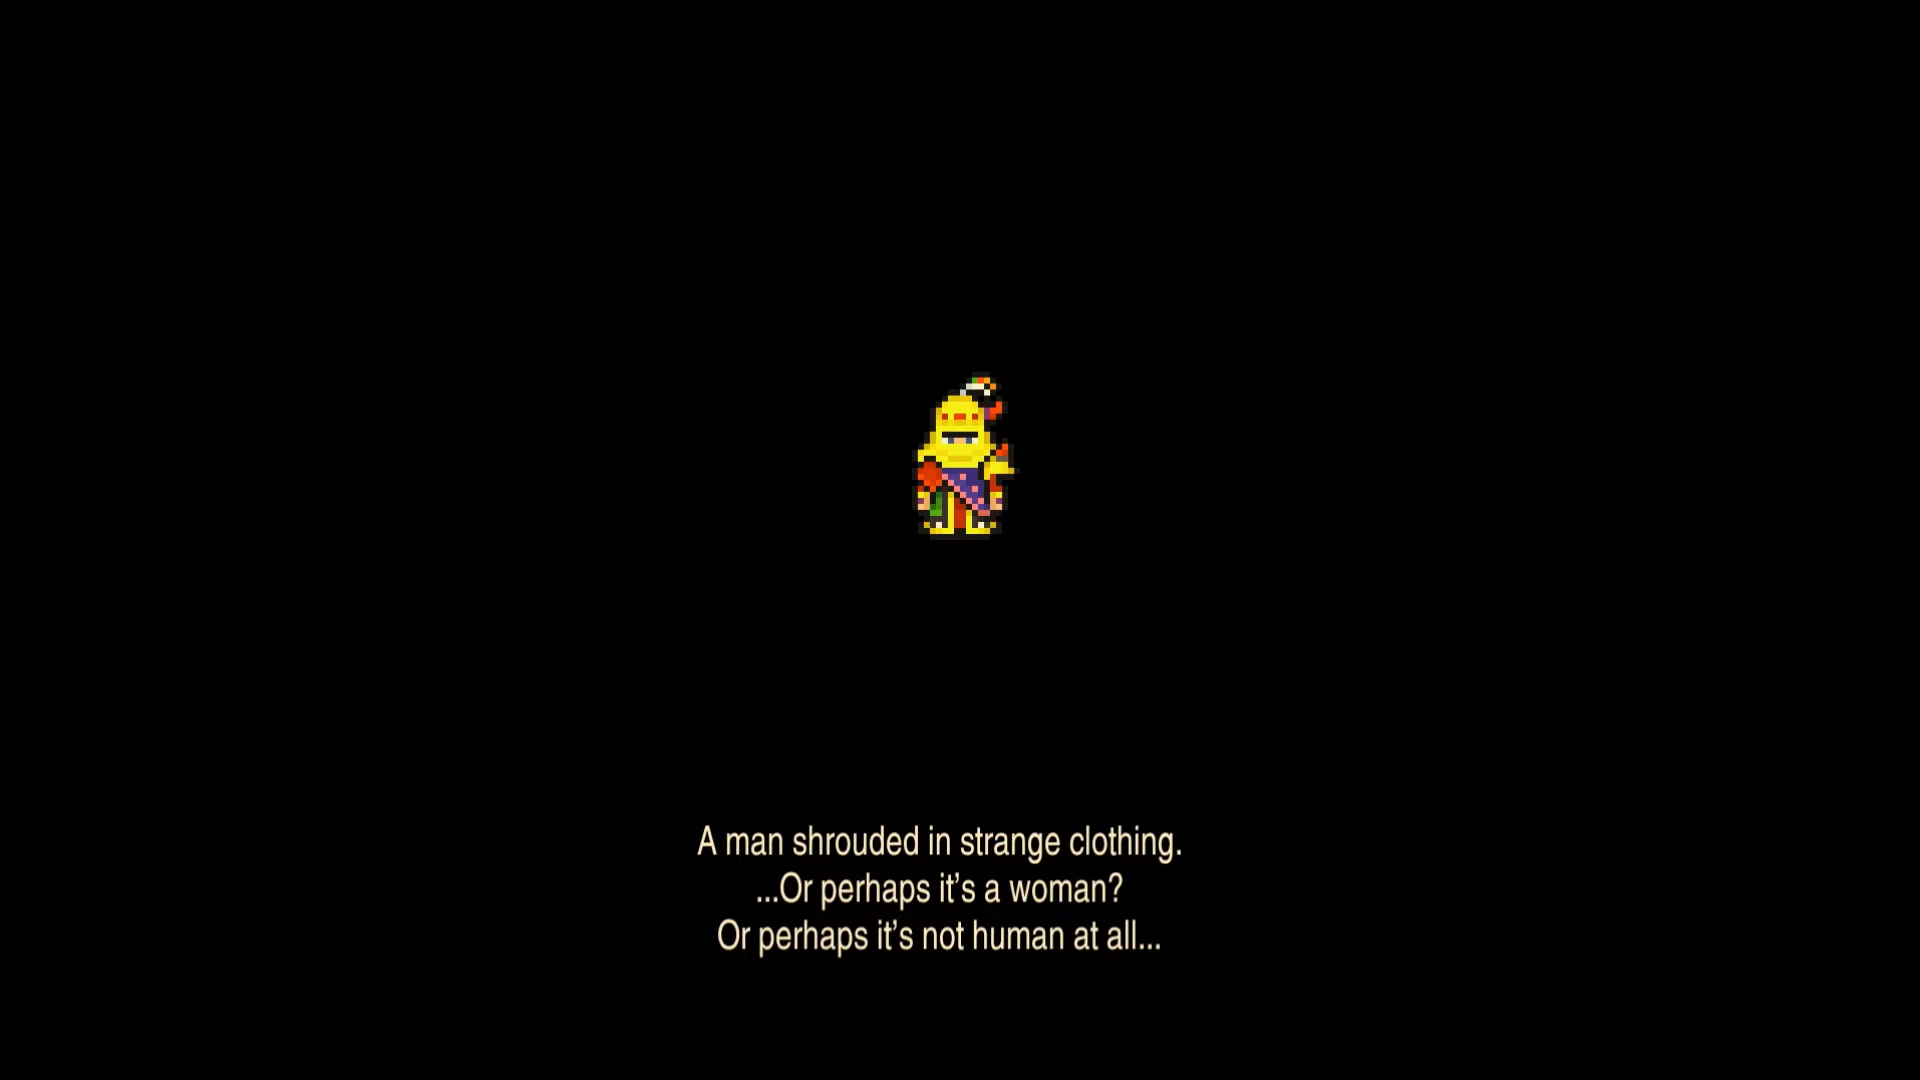 A man shrouded in strange clothing.
...Or perhaps it’s a woman?
Or perhaps it’s not human at all...